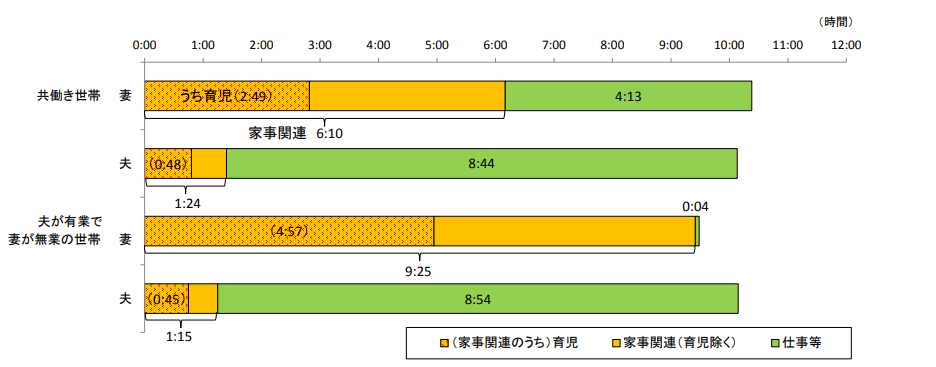 （時間）
0:00 1:00 2:00 3:00 4:00 5:00 6:00 7:00 8:00 9:00 10:00 11:00 12:00
共働き世帯 妻 うち育児（2:49） 4:13
家事関連 6:10
夫 （0:48） 8:44
1:24
夫が有業で
妻が無業の世帯 妻 （4:57） 0:04
9:25
夫 （0:45） 8:54
1:15
（家事関連のうち）育児 家事関連（育児除く） 仕事等